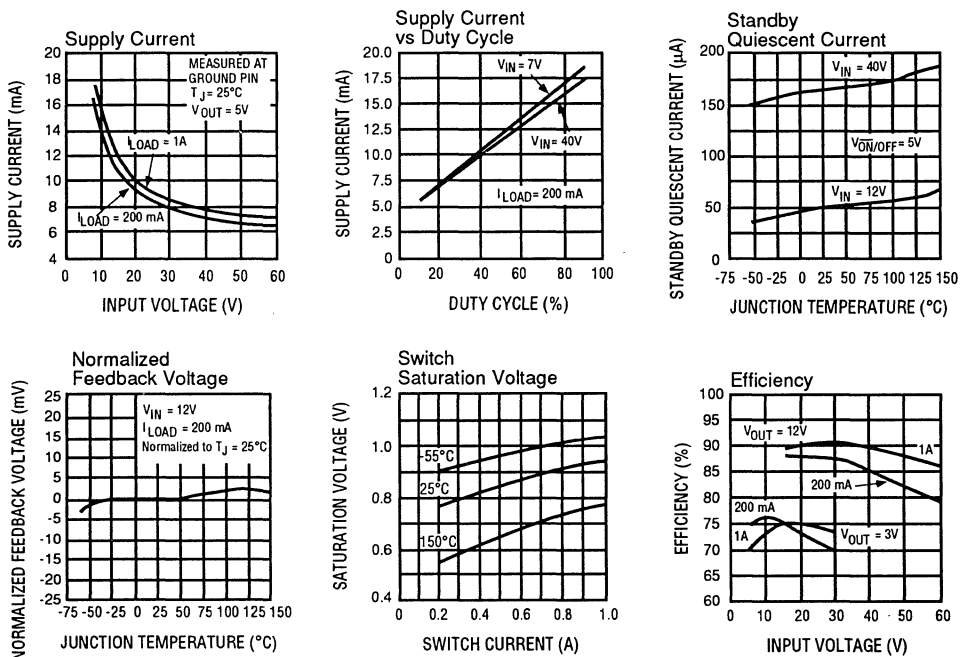 Supply Current
20
18
16
14
12
10
8
6
4
SUPPLY CURRENT (mA)
MEASURED AT
GROUND PIN
TJ = 25°C
VOUT = 5V
ILOAD = 1A
ILOAD = 200 mA
0 10 20 30 40 50 60
INPUT VOLTAGE (V)
Supply Current
vs Duty Cycle
20.0
17.5
15.0
12.5
10.0
7.5
5.0
2.5
0
SUPPLY CURRENT (mA)
VIN = 7V
VIN = 40V
ILOAD = 200 mA
0 20 40 60 80 100
DUTY CYCLE (%)
Standby
Quiescent Current
200
150
100
50
0
STANDBY QUIESCENT CURRENT (µA)
VIN = 40V
VON/OFF = 5V
VIN = 12V
-75 -50 -25 0 25 50 75 100 125 150
JUNCTION TEMPERATURE (°C)
Normalized
Feedback Voltage
25
20
15
10
5
0
-5
-10
-15
-20
-25
NORMALIZED FEEDBACK VOLTAGE (mV)
VIN = 12V
ILOAD = 200 mA
Normalized to TJ = 25°C
-75 -50 -25 0 25 50 75 100 125 150
JUNCTION TEMPERATURE (°C)
Switch
Saturation Voltage
1.2
1.0
0.8
0.6
0.4
SATURATION VOLTAGE (V)
-55°C
25°C
150°C
0 0.2 0.4 0.6 0.8 1.0
SWITCH CURRENT (A)
Efficiency
100
95
90
85
80
75
70
65
60
EFFICIENCY (%)
VOUT = 12V
1A
200 mA
200 mA
1A
VOUT = 3V
0 10 20 30 40 50 60
INPUT VOLTAGE (V)